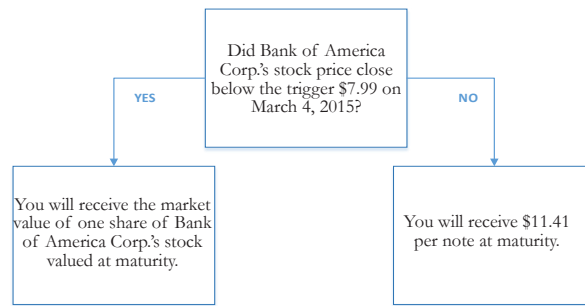 Did Bank of America
Corp.'s stock price close
below the trigger $7.99 on
March 4, 2015?
YES
NO
You will receive the market
value of one share of Bank
of America Corp.'s stock
valued at maturity.
You will receive $11.41
per note at maturity.